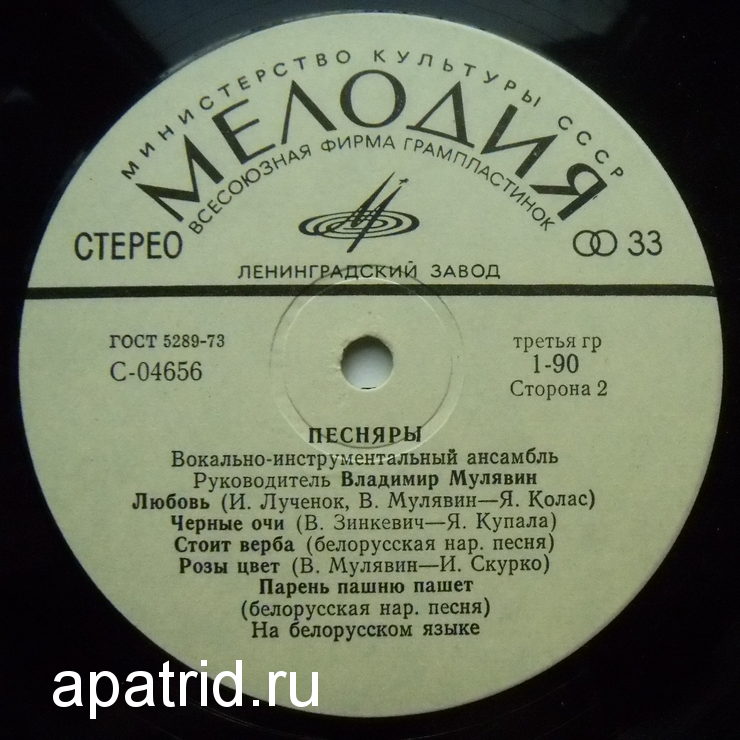 МИНИСТЕРСТВО КУЛЬТУРЫ СССР
МЕЛОДИЯ
ВСЕСОЮЗНАЯ ФИРМА ГРАМПЛАСТИНОК
СТЕРЕО 33
ЛЕНИНГРАДСКИЙ ЗАВОД
ГОСТ 5289-73 третья гр
С-04656 1-90
Сторона 2
ПЕСНЯРЫ
Вокально-инструментальный ансамбль
Руководитель Владимир Мулявин
Любовь (И. Лученок, В. Мулявин—Я. Колас)
Черные очи (В. Зинкевич—Я. Купала)
Стоит верба (белорусская нар. песня)
Розы цвет (В. Мулявин—И. Скурко)
Парень пашню пашет
(белорусская нар. песня)
На белорусском языке
apatrid.ru